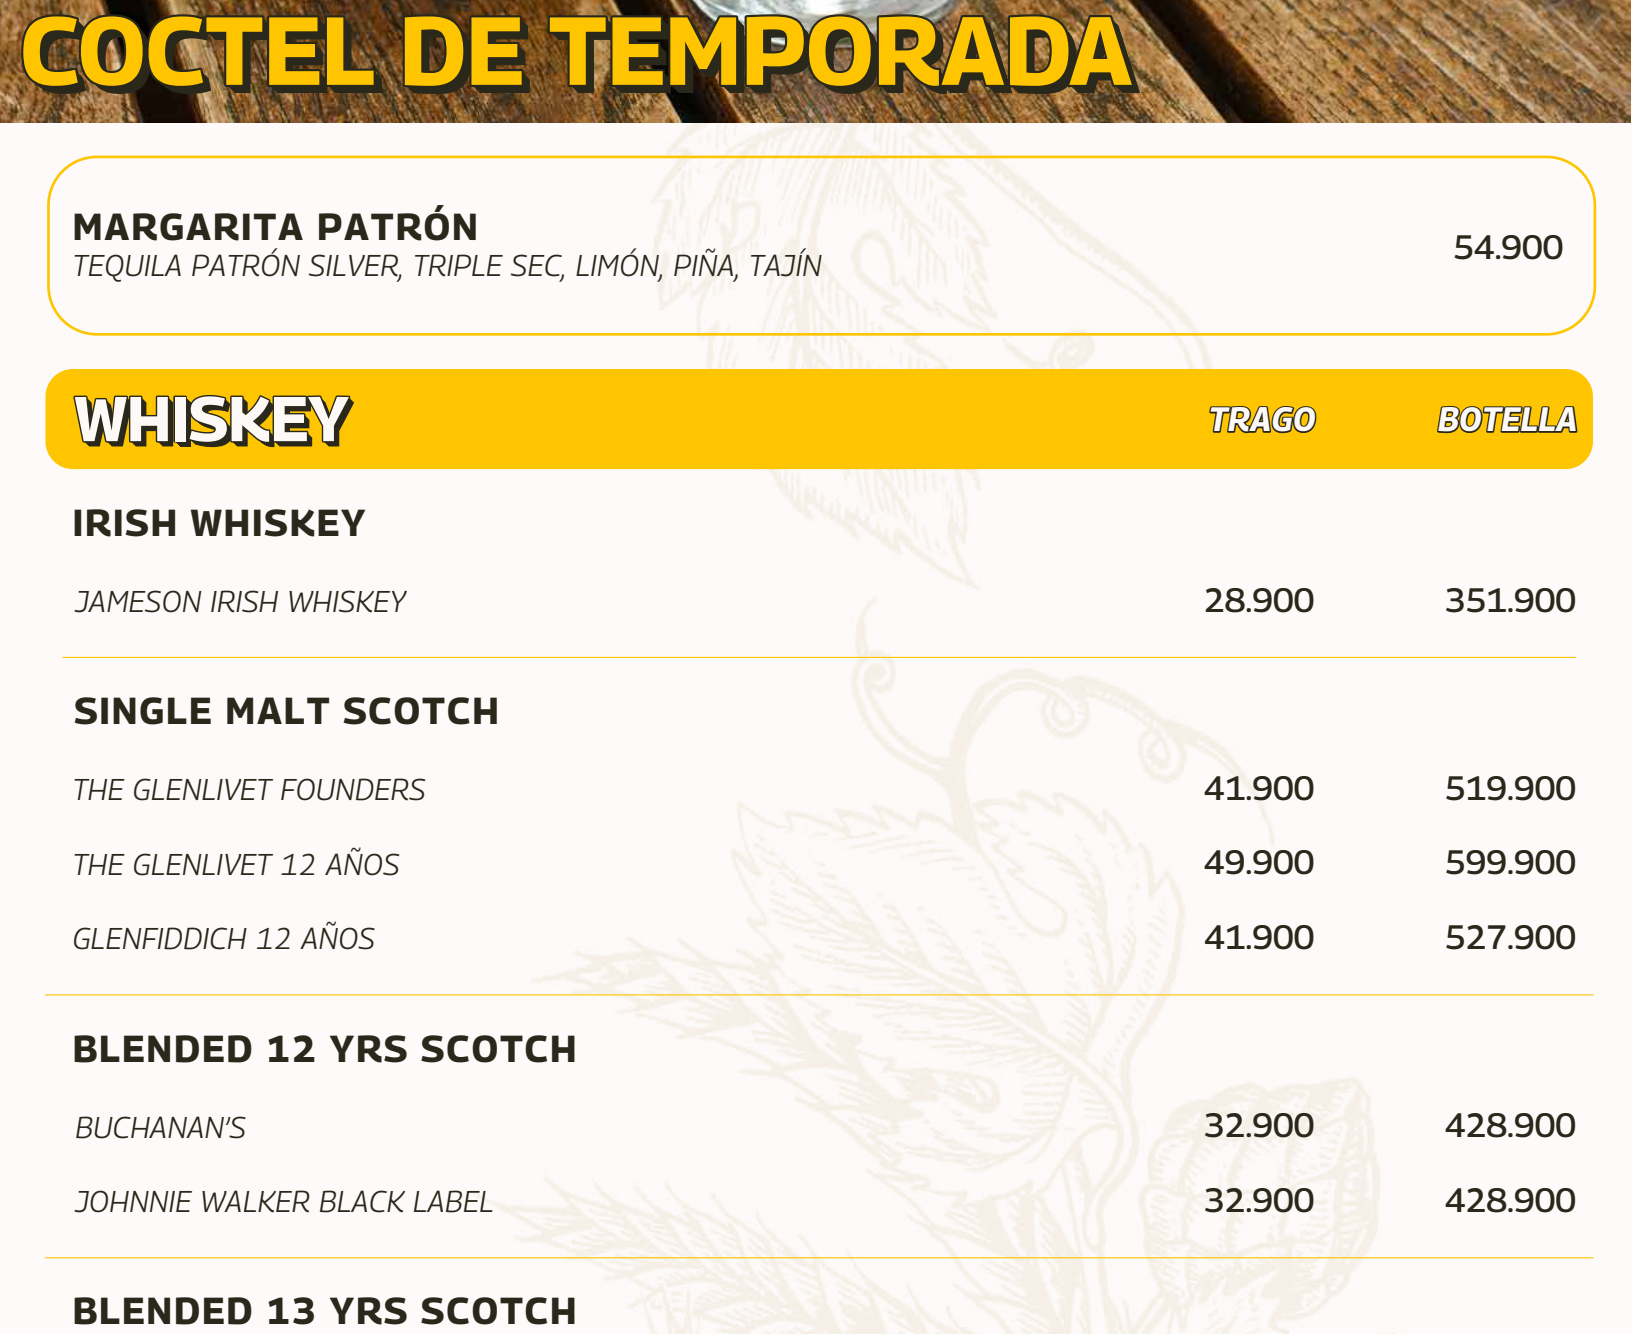 COCTEL DE TEMPORADA
MARGARITA PATRÓN
TEQUILA PATRÓN SILVER, TRIPLE SEC, LIMÓN, PIÑA, TAJÍN
54.900
WHISKEY TRAGO BOTELLA
IRISH WHISKEY
JAMESON IRISH WHISKEY 28.900 351.900
SINGLE MALT SCOTCH
THE GLENLIVET FOUNDERS 41.900 519.900
THE GLENLIVET 12 AÑOS 49.900 599.900
GLENFIDDICH 12 AÑOS 41.900 527.900
BLENDED 12 YRS SCOTCH
BUCHANAN'S 32.900 428.900
JOHNNIE WALKER BLACK LABEL 32.900 428.900
BLENDED 13 YRS SCOTCH